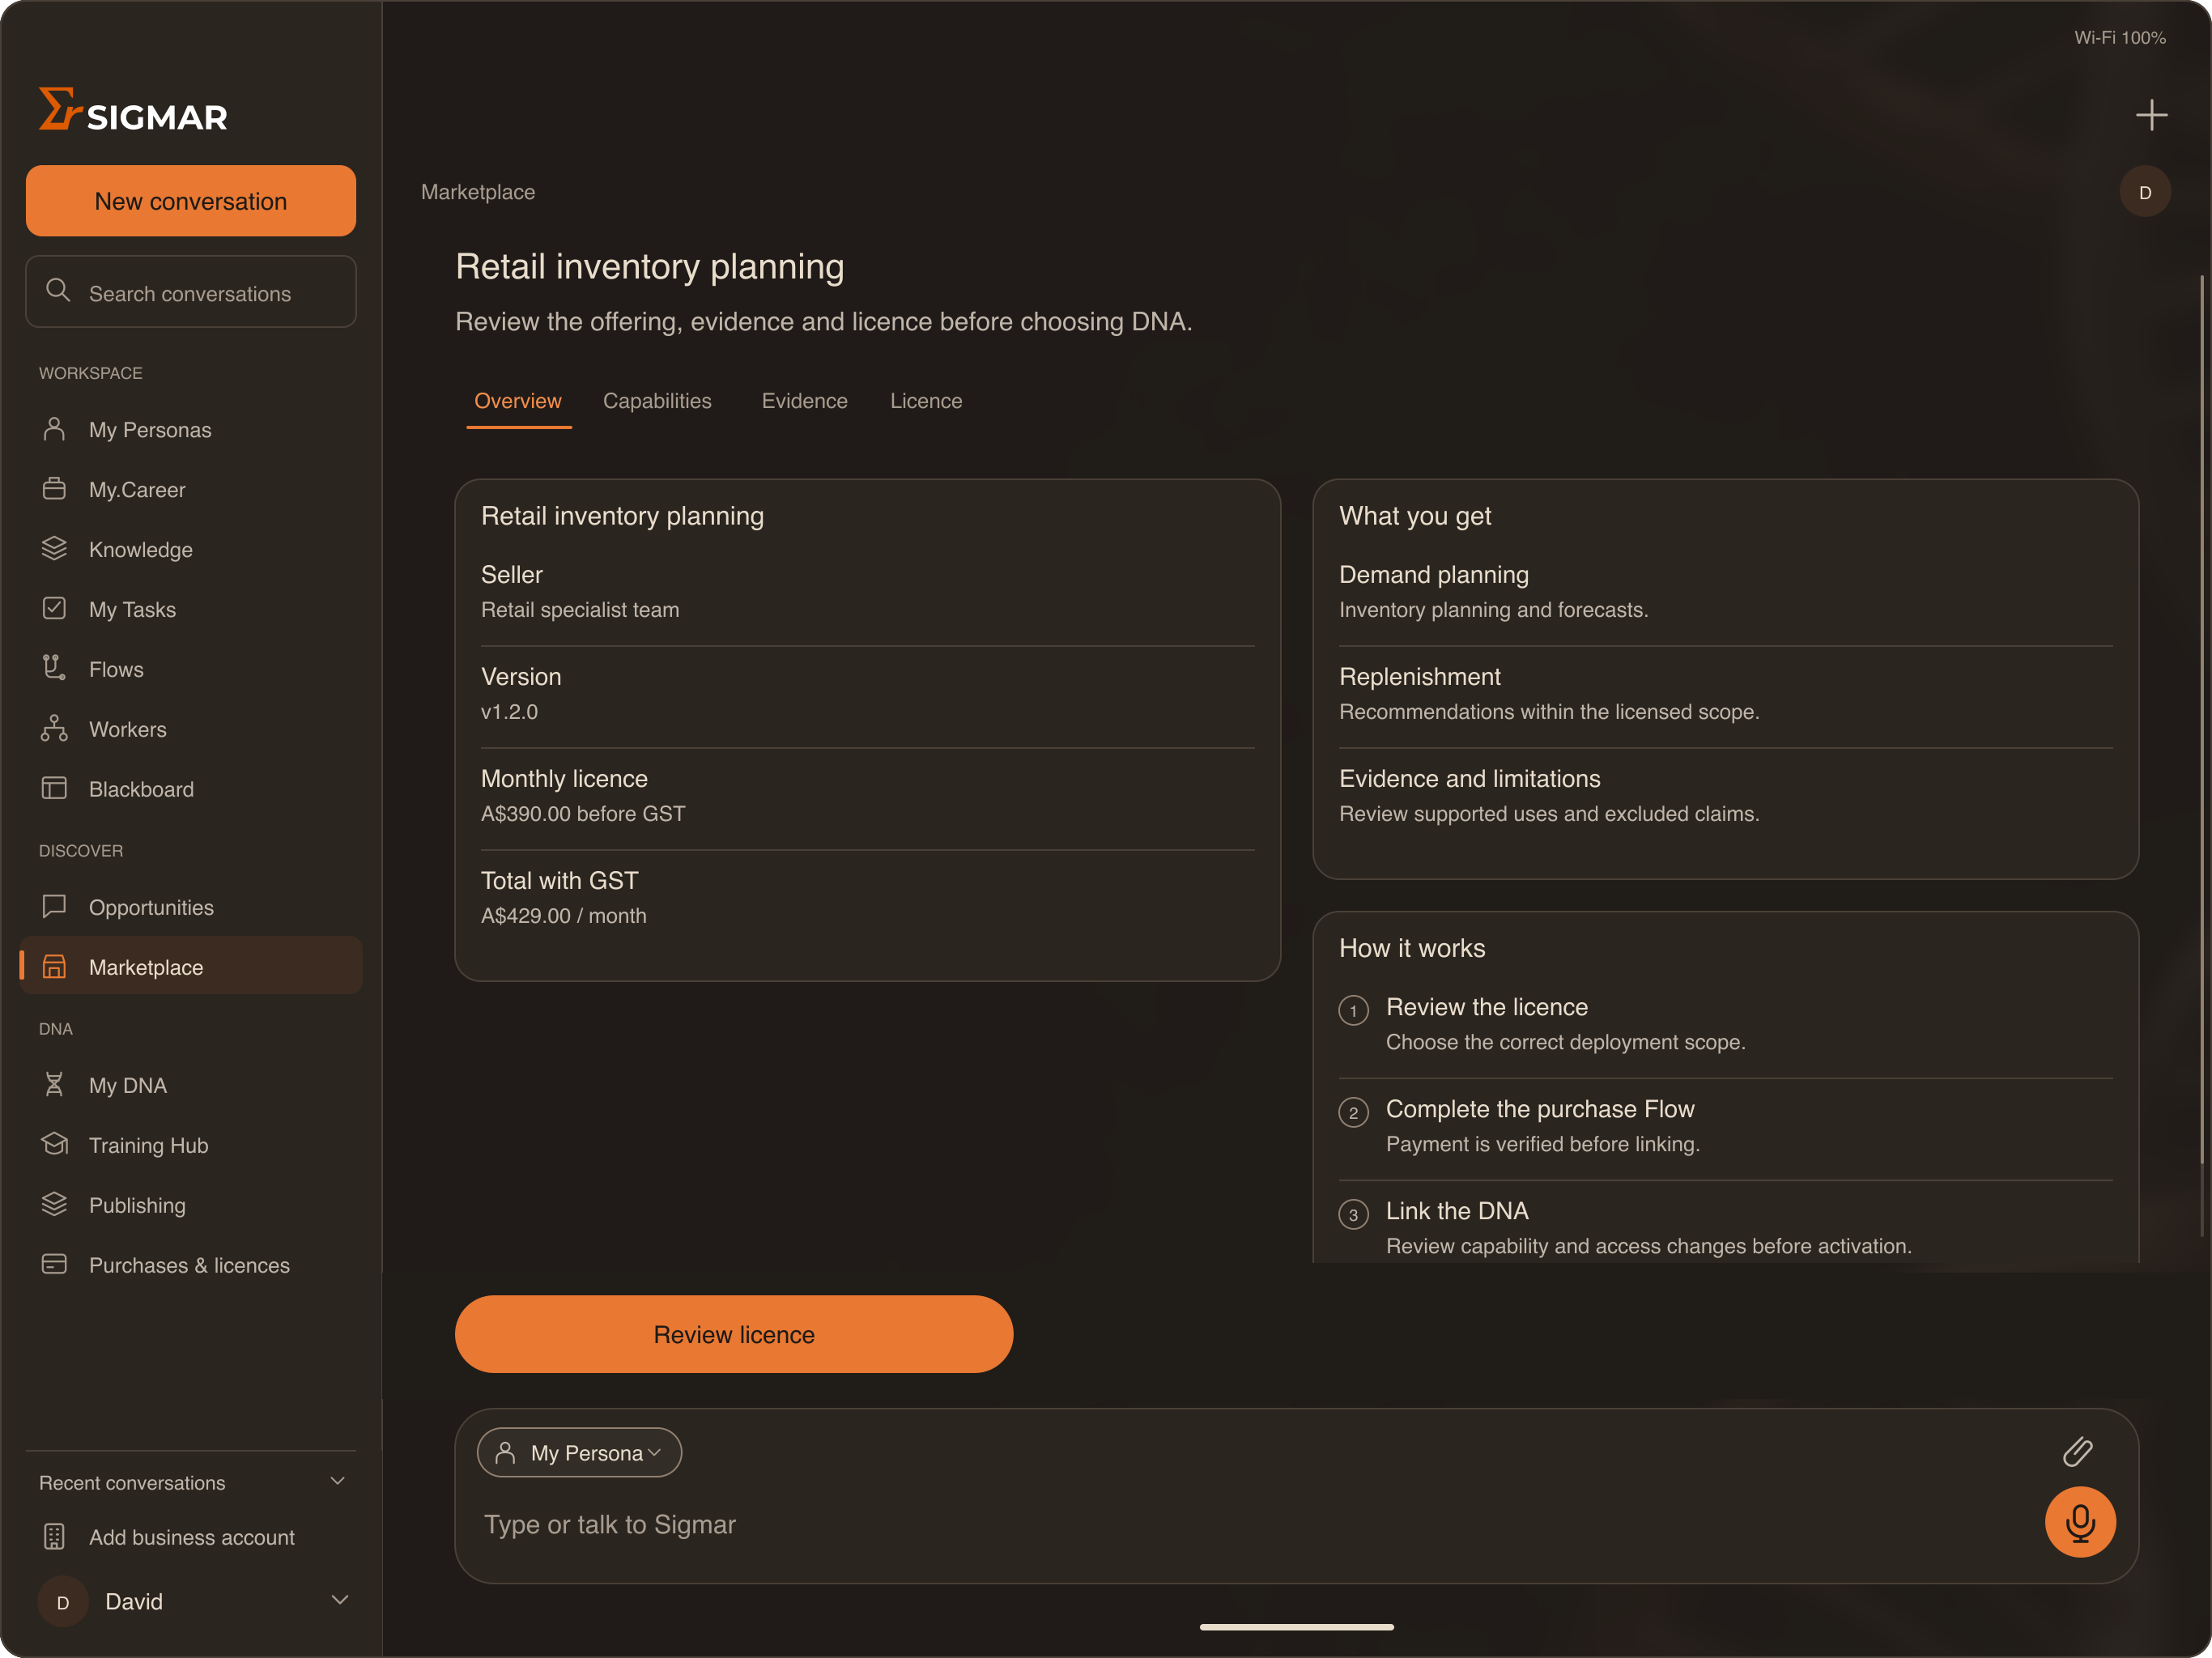 Wi-Fi 100%
Σr SIGMAR
New conversation
Search conversations
WORKSPACE
My Personas
My.Career
Knowledge
My Tasks
Flows
Workers
Blackboard
DISCOVER
Opportunities
Marketplace
DNA
My DNA
Training Hub
Publishing
Purchases & licences
Recent conversations
Add business account
D
David
Marketplace
D
Retail inventory planning
Review the offering, evidence and licence before choosing DNA.
Overview
Capabilities
Evidence
Licence
Retail inventory planning
Seller
Retail specialist team
Version
v1.2.0
Monthly licence
A$390.00 before GST
Total with GST
A$429.00 / month
What you get
Demand planning
Inventory planning and forecasts.
Replenishment
Recommendations within the licensed scope.
Evidence and limitations
Review supported uses and excluded claims.
How it works
1
Review the licence
Choose the correct deployment scope.
2
Complete the purchase Flow
Payment is verified before linking.
3
Link the DNA
Review capability and access changes before activation.
Review licence
My Persona
Type or talk to Sigmar